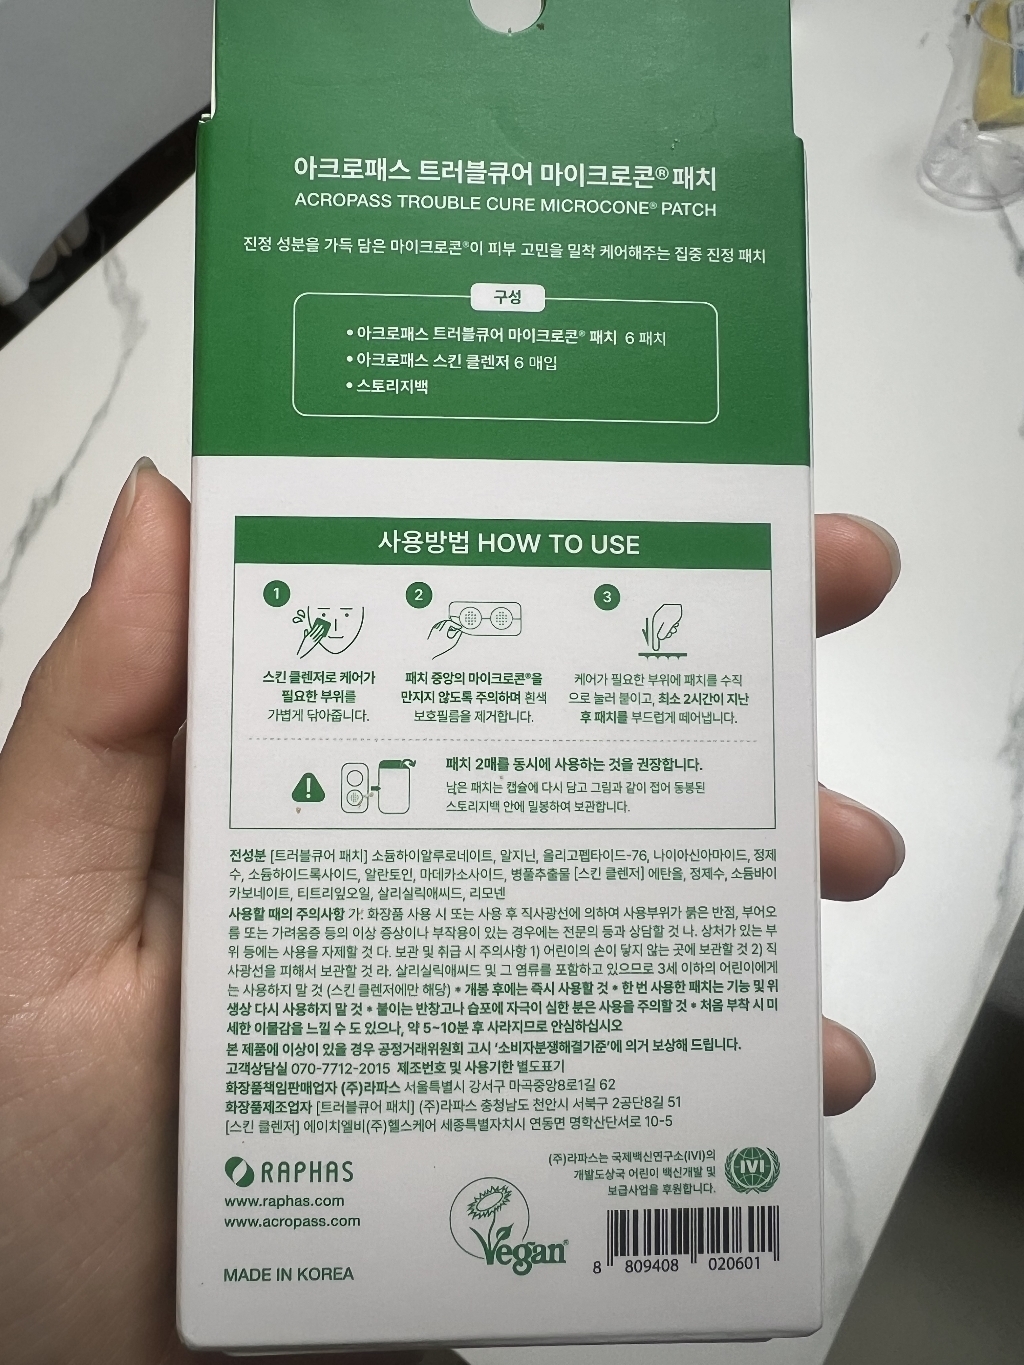 아크로패스 트러블큐어 마이크로콘® 패치
ACROPASS TROUBLE CURE MICROCONE® PATCH
진정 성분을 가득 담은 마이크로콘®이 피부 고민을 밀착 케어해주는 집중 진정 패치
구성
• 아크로패스 트러블큐어 마이크로콘® 패치 6 패치
• 아크로패스 스킨 클렌저 6 매입
• 스토리지백
사용방법 HOW TO USE
1
2
3
스킨 클렌저로 케어가
필요한 부위를
가볍게 닦아줍니다.
패치 중앙의 마이크로콘®을
만지지 않도록 주의하며 흰색
보호필름을 제거합니다.
케어가 필요한 부위에 패치를 수직
으로 눌러 붙이고, 최소 2시간이 지난
후 패치를 부드럽게 떼어냅니다.
!
패치 2매를 동시에 사용하는 것을 권장합니다.
남은 패치는 캡슐에 다시 담고 그림과 같이 접어 동봉된
스토리지백 안에 밀봉하여 보관합니다.
전성분 [트러블큐어 패치] 소듐하이알루로네이트, 알지닌, 올리고펩타이드-76, 나이아신아마이드, 정제
수, 소듐하이드록사이드, 알란토인, 마데카소사이드, 병풀추출물 [스킨 클렌저] 에탄올, 정제수, 소듐바이
카보네이트, 티트리잎오일, 살리실릭애씨드, 리모넨
사용할 때의 주의사항 가. 화장품 사용 시 또는 사용 후 직사광선에 의하여 사용부위가 붉은 반점, 부어오
름 또는 가려움증 등의 이상 증상이나 부작용이 있는 경우에는 전문의 등과 상담할 것 나. 상처가 있는 부
위 등에는 사용을 자제할 것 다. 보관 및 취급 시 주의사항 1) 어린이의 손이 닿지 않는 곳에 보관할 것 2) 직
사광선을 피해서 보관할 것 라. 살리실릭애씨드 및 그 염류를 포함하고 있으므로 3세 이하의 어린이에게
는 사용하지 말 것 (스킨 클렌저에만 해당) * 개봉 후에는 즉시 사용할 것 * 한 번 사용한 패치는 기능 및 위
생상 다시 사용하지 말 것 * 붙이는 반창고나 습포에 자극이 심한 분은 사용을 주의할 것 * 처음 부착 시 미
세한 이물감을 느낄 수 도 있으나, 약 5~10분 후 사라지므로 안심하십시오
본 제품에 이상이 있을 경우 공정거래위원회 고시 '소비자분쟁해결기준'에 의거 보상해 드립니다.
고객상담실 070-7712-2015 제조번호 및 사용기한 별도표기
화장품책임판매업자 (주)라파스 서울특별시 강서구 마곡중앙8로1길 62
화장품제조업자 [트러블큐어 패치] (주)라파스 충청남도 천안시 서북구 2공단8길 51
[스킨 클렌저] 에이치엘비(주)헬스케어 세종특별자치시 연동면 명학산단서로 10-5
RAPHAS
www.raphas.com
www.acropass.com
MADE IN KOREA
Vegan®
(주)라파스는 국제백신연구소(IVI)의
개발도상국 어린이 백신개발 및
보급사업을 후원합니다.
IVI
8 809408 020601